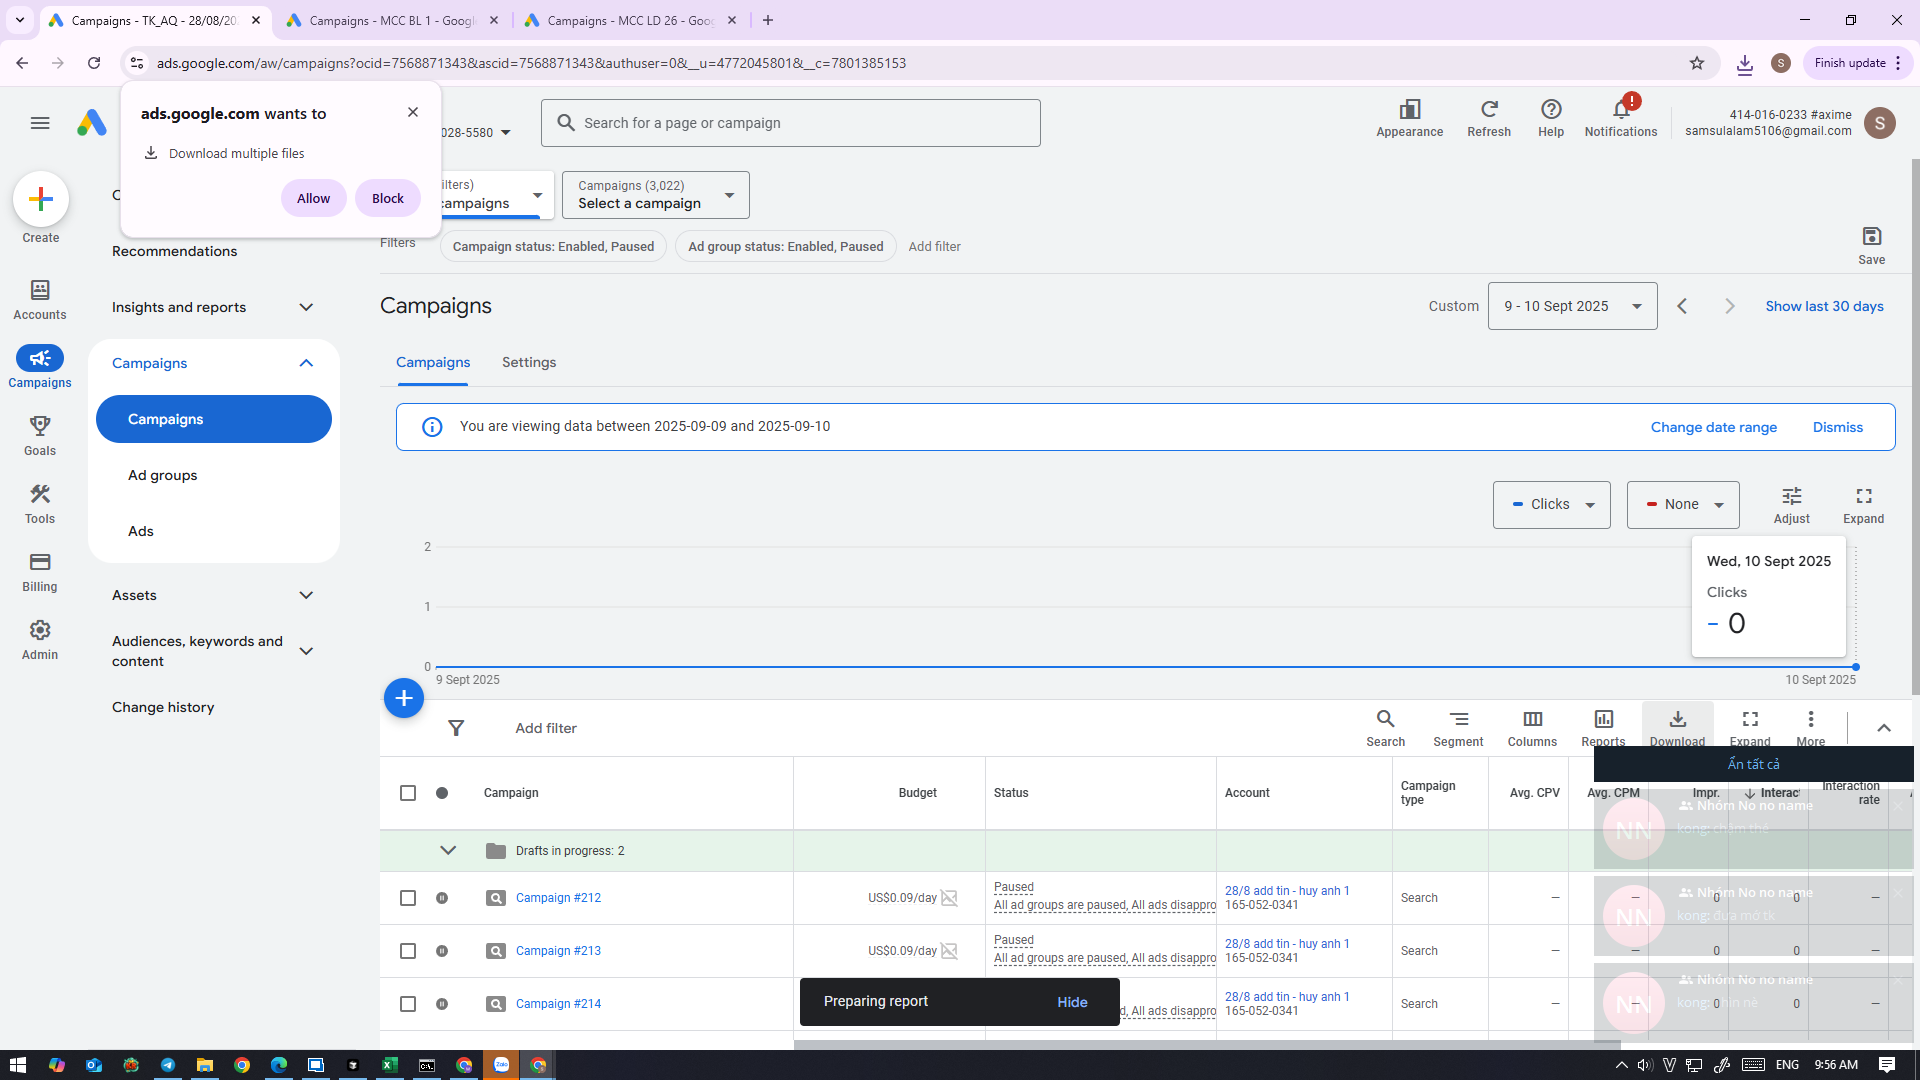 Campaigns - TK_AQ - 28/08/20
Campaigns - MCC BL 1 - Google
Campaigns - MCC LD 26 - Goo
ads.google.com/aw/campaigns?ocid=7568871343&ascid=7568871343&authuser=0&__u=4772045801&__c=7801385153
S
Finish update
ads.google.com wants to
Download multiple files
Allow
Block
028-5580
Search for a page or campaign
Appearance
Refresh
Help
Notifications
414-016-0233 #axime
samsulalam5106@gmail.com
S
Create
Accounts
Campaigns
Goals
Tools
Billing
Admin
Recommendations
Insights and reports
Campaigns
Campaigns
Ad groups
Ads
Assets
Audiences, keywords and
content
Change history
ilters)
campaigns
Campaigns (3,022)
Select a campaign
Filters
Campaign status: Enabled, Paused
Ad group status: Enabled, Paused
Add filter
Save
Campaigns
Custom
9 - 10 Sept 2025
Show last 30 days
Campaigns
Settings
You are viewing data between 2025-09-09 and 2025-09-10
Change date range
Dismiss
Clicks
None
Adjust
Expand
2
1
0
9 Sept 2025
10 Sept 2025
Wed, 10 Sept 2025
Clicks
0
Add filter
Search
Segment
Columns
Reports
Download
Expand
More
Ẩn tất cả
Campaign
Budget
Status
Account
Campaign
type
Avg. CPV
Avg. CPM
Impr.
Interact
Interaction
rate
Nhóm No no name
kong: chăm thế
NN
Drafts in progress: 2
Campaign #212
US$0.09/day
Paused
All ad groups are paused, All ads disappro
28/8 add tin - huy anh 1
165-052-0341
Search
—
—
0
0
—
Nhóm No no name
kong: đưa mở tk
NN
Campaign #213
US$0.09/day
Paused
All ad groups are paused, All ads disappro
28/8 add tin - huy anh 1
165-052-0341
Search
—
—
0
0
—
Nhóm No no name
NN
Campaign #214
d, All ads disappro
28/8 add tin - huy anh 1
165-052-0341
Search
—
—
0
0
—
Preparing report
Hide
Zalo
ENG
9:56 AM